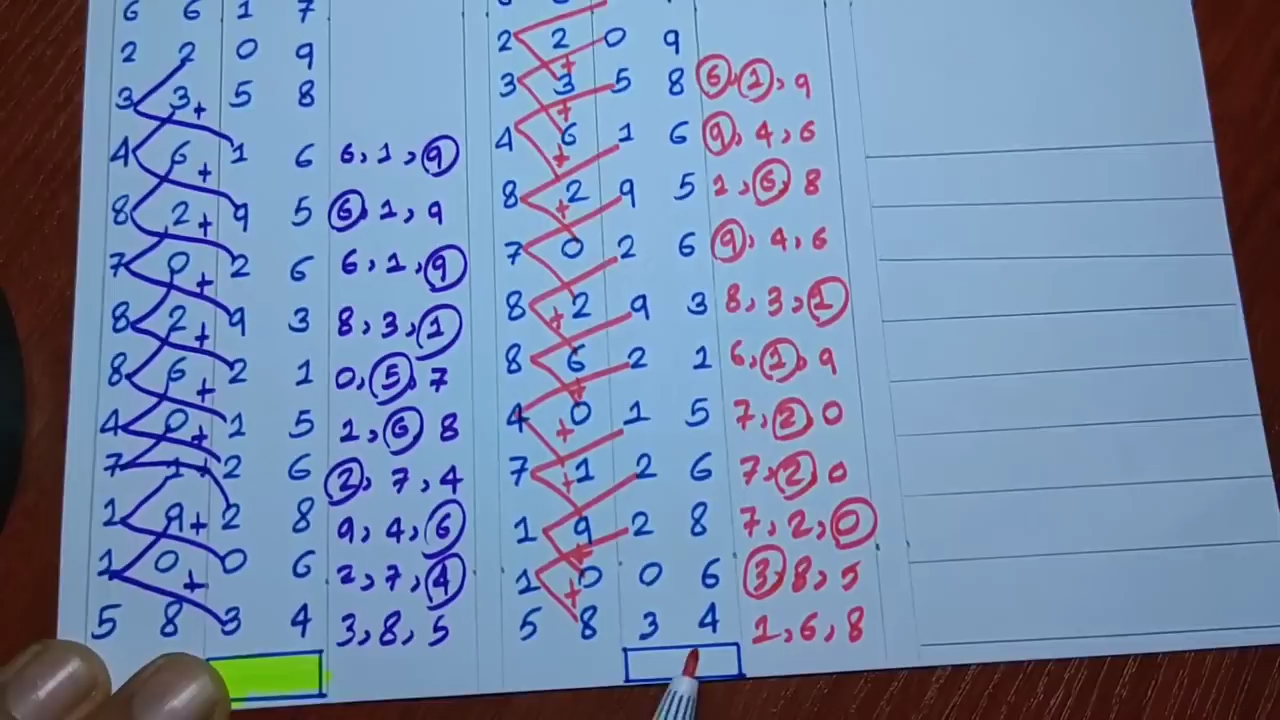 6 6 1 7
2 2 0 9
3 3 + 5 8
4 6 + 1 6 6, 1, 9
8 2 + 9 5 6, 1, 9
7 0 + 2 6 6, 1, 9
8 2 + 9 3 8, 3, 1
8 6 + 2 1 0, 5, 7
4 0 + 1 5 1, 6, 8
7 1 + 2 6 2, 7, 4
1 9 + 2 8 9, 4, 6
1 0 + 0 6 2, 7, 4
5 8 3 4 3, 8, 5
2 2 0 9
+
3 3 5 8 6, 1, 9
+
4 6 1 6 9, 4, 6
+
8 2 9 5 1, 6, 8
+
7 0 2 6 9, 4, 6
8 2 9 3 8, 3, 1
+
8 6 2 1 6, 1, 9
+
4 0 1 5 7, 2, 0
+
7 1 2 6 7, 2, 0
+
1 9 2 8 7, 2, 0
+
1 0 0 6 3, 8, 5
+
5 8 3 4 1, 6, 8